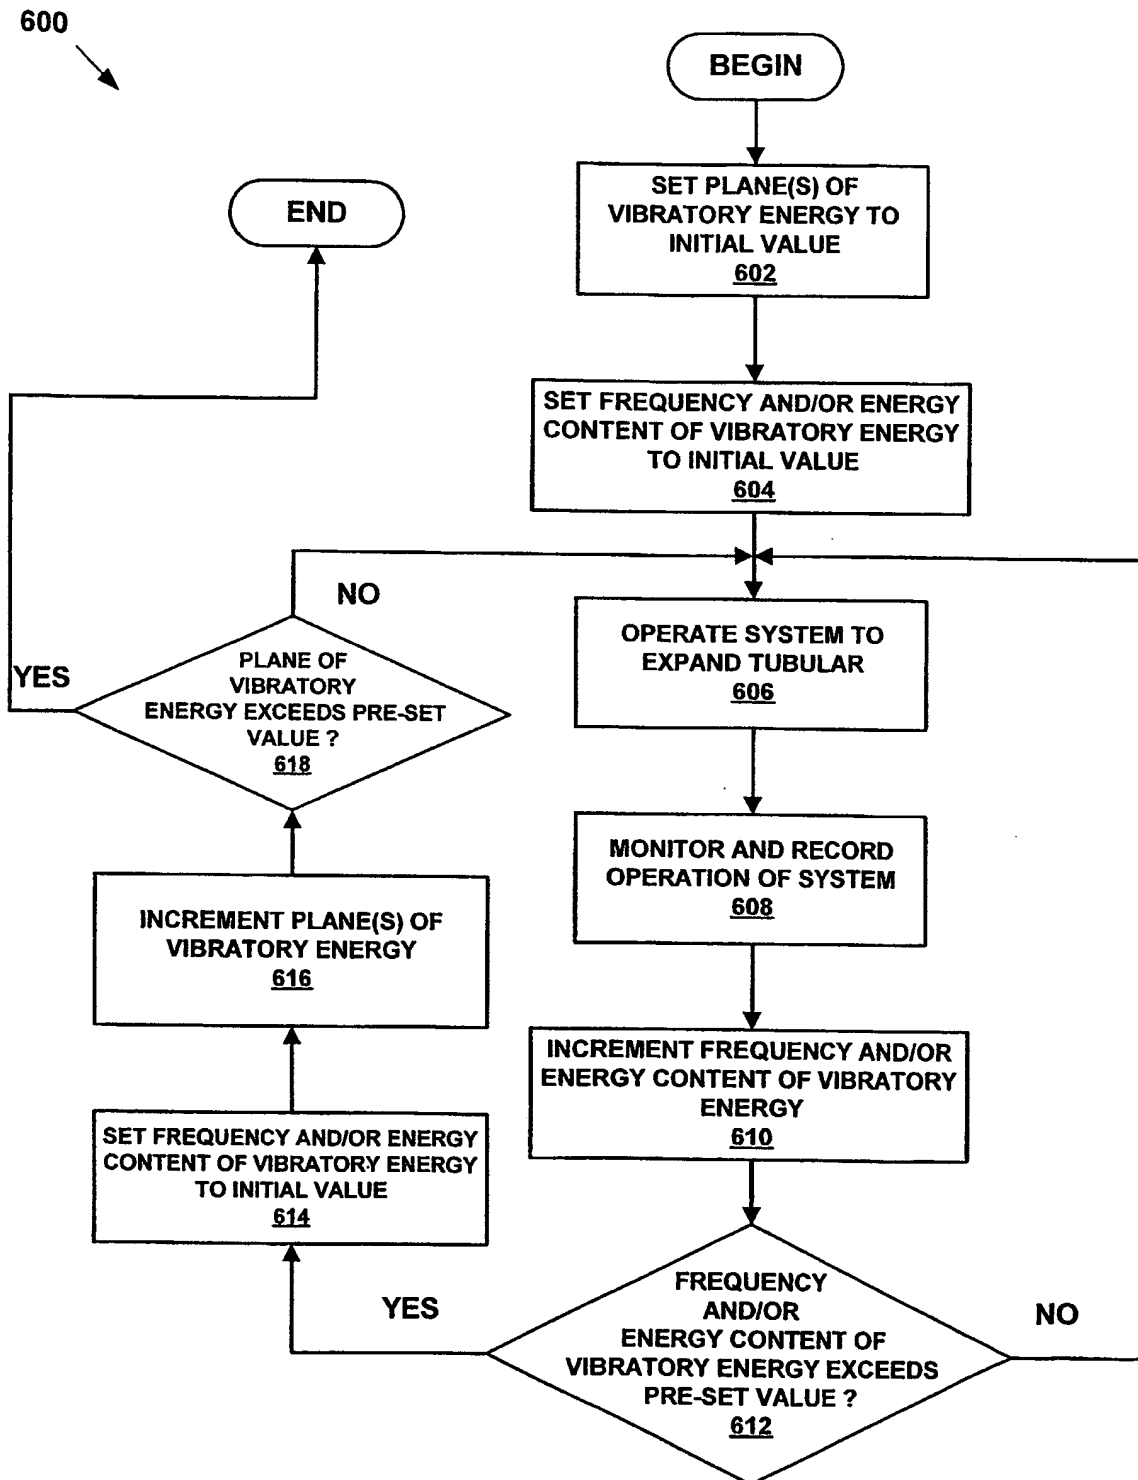 600
BEGIN
SET PLANE(S) OF
VIBRATORY ENERGY TO
INITIAL VALUE
602
END
SET FREQUENCY AND/OR ENERGY
CONTENT OF VIBRATORY ENERGY
TO INITIAL VALUE
604
NO
OPERATE SYSTEM TO
EXPAND TUBULAR
606
YES
PLANE OF
VIBRATORY
ENERGY EXCEEDS PRE-SET
VALUE ?
618
MONITOR AND RECORD
OPERATION OF SYSTEM
608
INCREMENT PLANE(S) OF
VIBRATORY ENERGY
616
INCREMENT FREQUENCY AND/OR
ENERGY CONTENT OF VIBRATORY
ENERGY
610
SET FREQUENCY AND/OR ENERGY
CONTENT OF VIBRATORY ENERGY
TO INITIAL VALUE
614
YES
FREQUENCY
AND/OR
ENERGY CONTENT OF
VIBRATORY ENERGY EXCEEDS
PRE-SET VALUE ?
612
NO